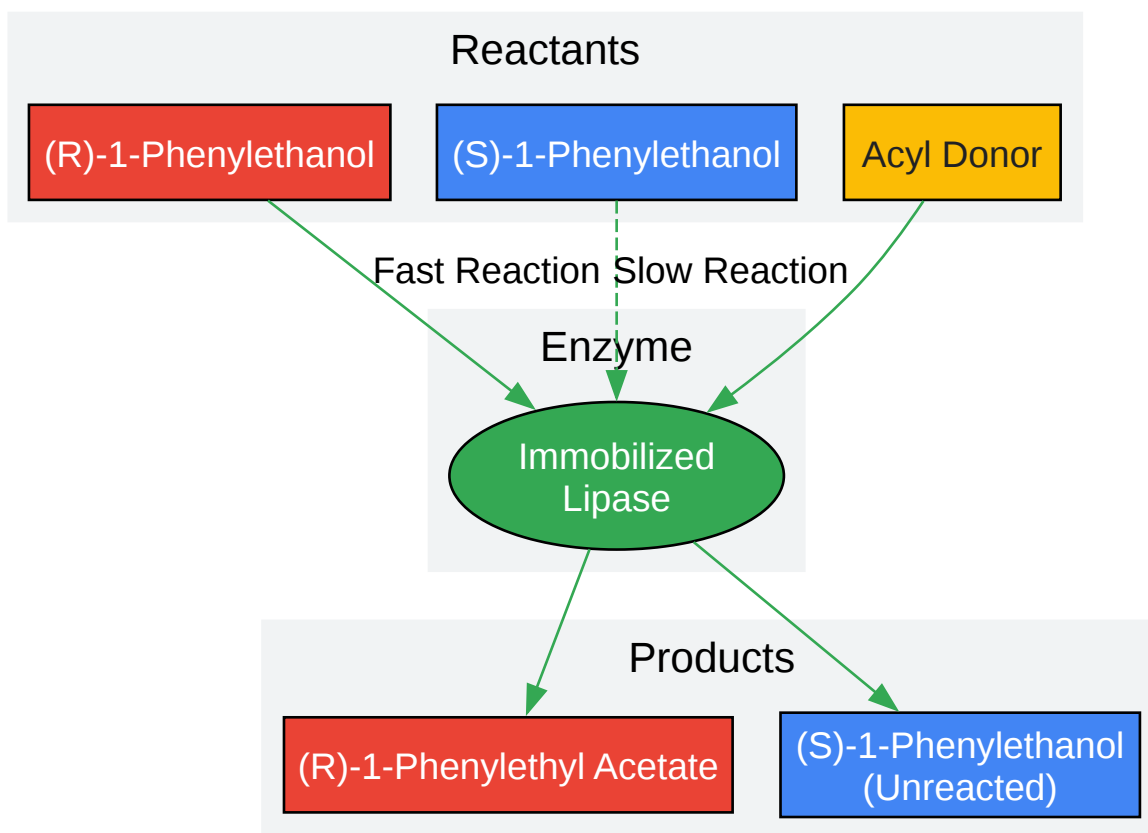 Reactants
(R)-1-Phenylethanol
(S)-1-Phenylethanol
Acyl Donor
Fast Reaction
Slow Reaction
Enzyme
Immobilized
Lipase
Products
(R)-1-Phenylethyl Acetate
(S)-1-Phenylethanol
(Unreacted)